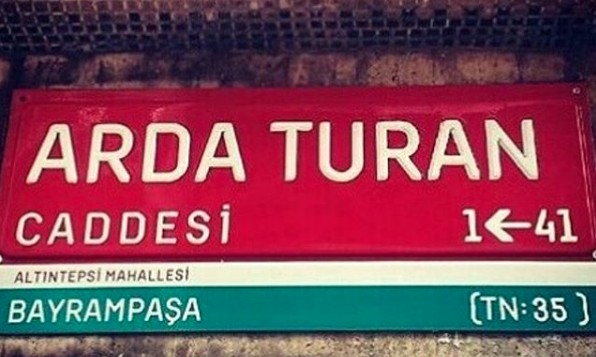 ARDA TURAN
CADDESİ 1←41
ALTINTEPSİ MAHALLESİ
BAYRAMPAŞA (TN: 35)